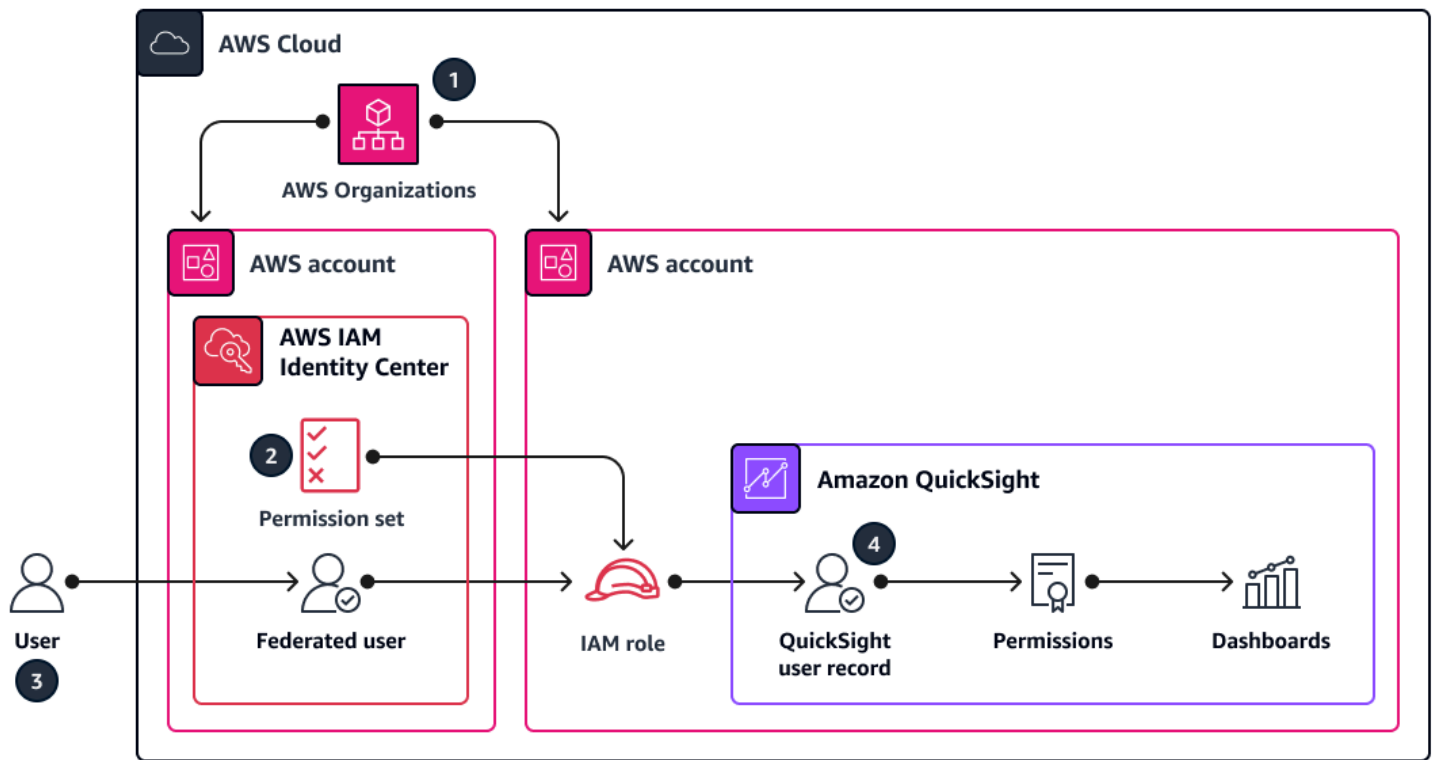 AWS Cloud
1
AWS Organizations
AWS account
AWS account
AWS IAM
Identity Center
2
Permission set
Amazon QuickSight
4
User
3
Federated user
IAM role
QuickSight
user record
Permissions
Dashboards